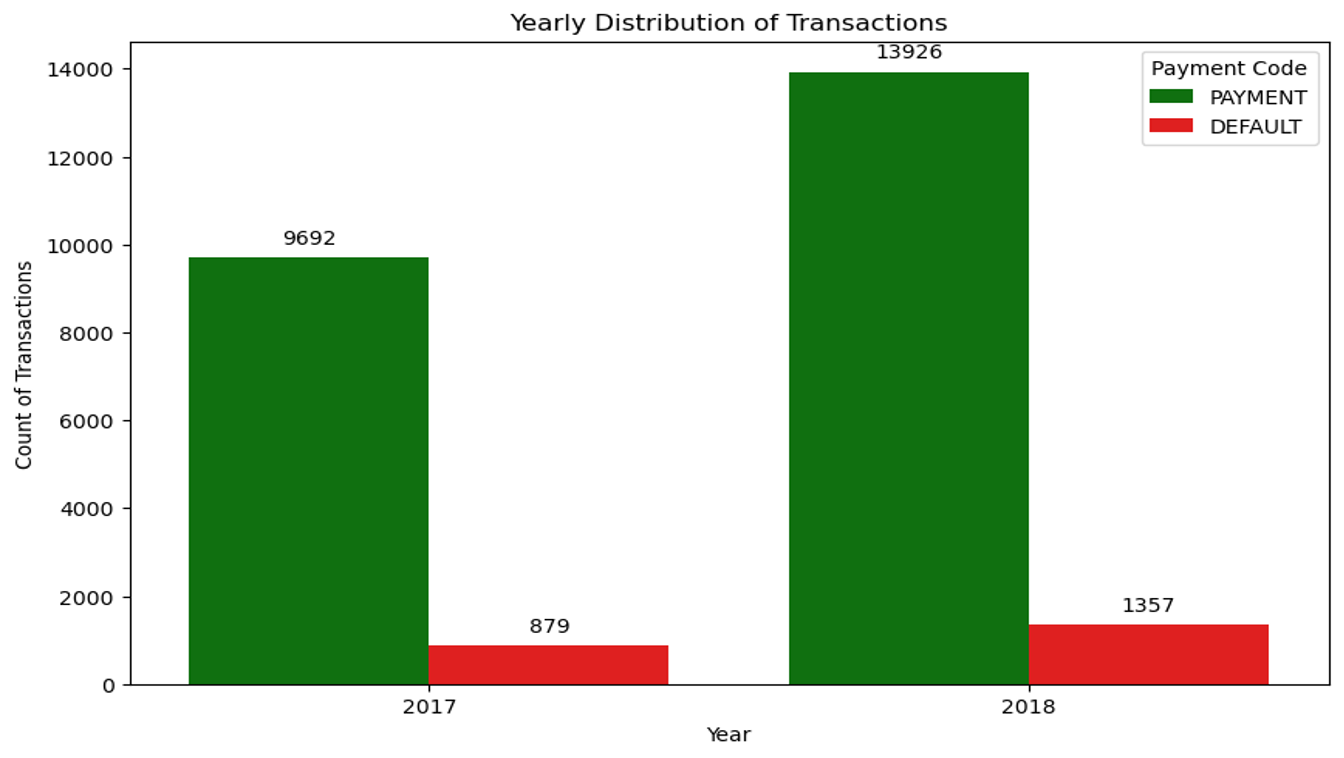 Yearly Distribution of Transactions
13926
14000
Payment Code
PAYMENT
DEFAULT
12000
9692
10000
Count of Transactions
8000
6000
4000
2000
1357
879
0
2017
2018
Year